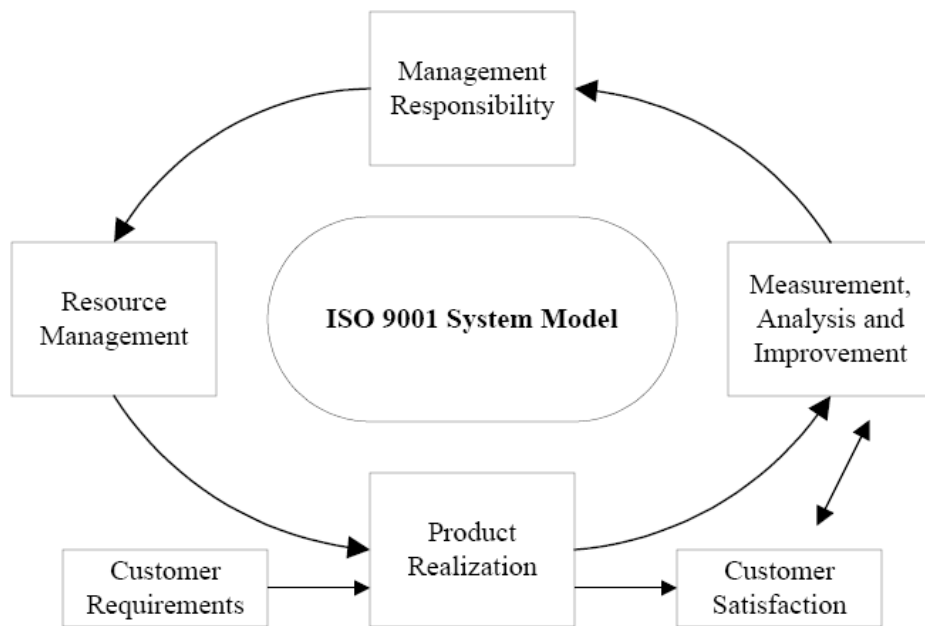 Management
Responsibility
Resource
Management
ISO 9001 System Model
Measurement,
Analysis and
Improvement
Product
Realization
Customer
Requirements
Customer
Satisfaction